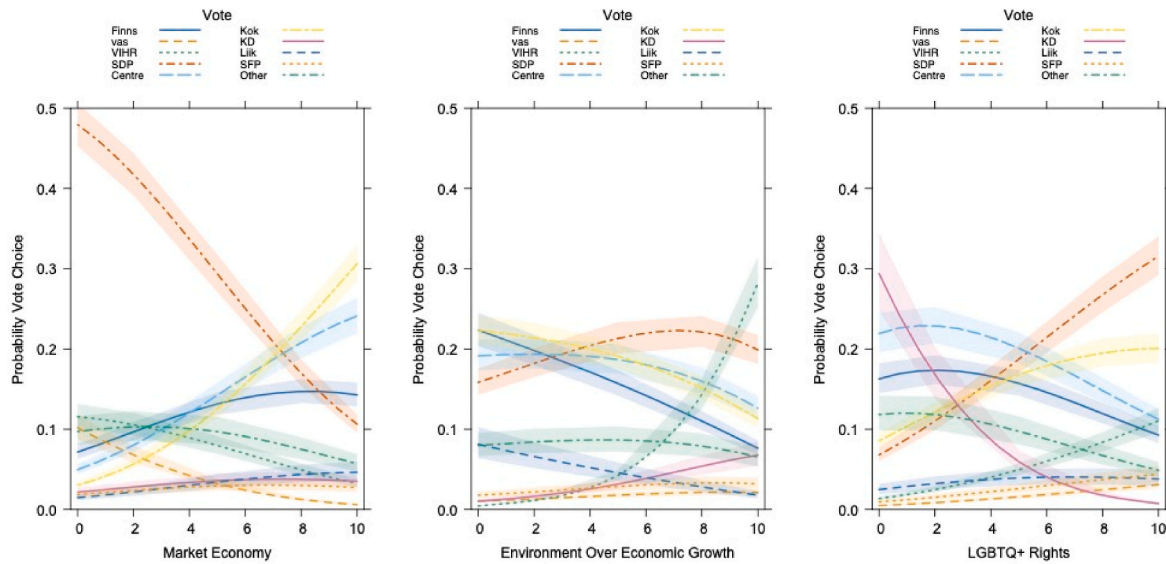 Vote
Finns Kok
vas KD
VIHR Liik
SDP SFP
Centre Other
0.5
0.4
0.3
0.2
0.1
0.0
Probability Vote Choice
0 2 4 6 8 10
Market Economy
Vote
Finns Kok
vas KD
VIHR Liik
SDP SFP
Centre Other
0.5
0.4
0.3
0.2
0.1
0.0
Probability Vote Choice
0 2 4 6 8 10
Environment Over Economic Growth
Vote
Finns Kok
vas KD
VIHR Liik
SDP SFP
Centre Other
0.5
0.4
0.3
0.2
0.1
0.0
Probability Vote Choice
0 2 4 6 8 10
LGBTQ+ Rights